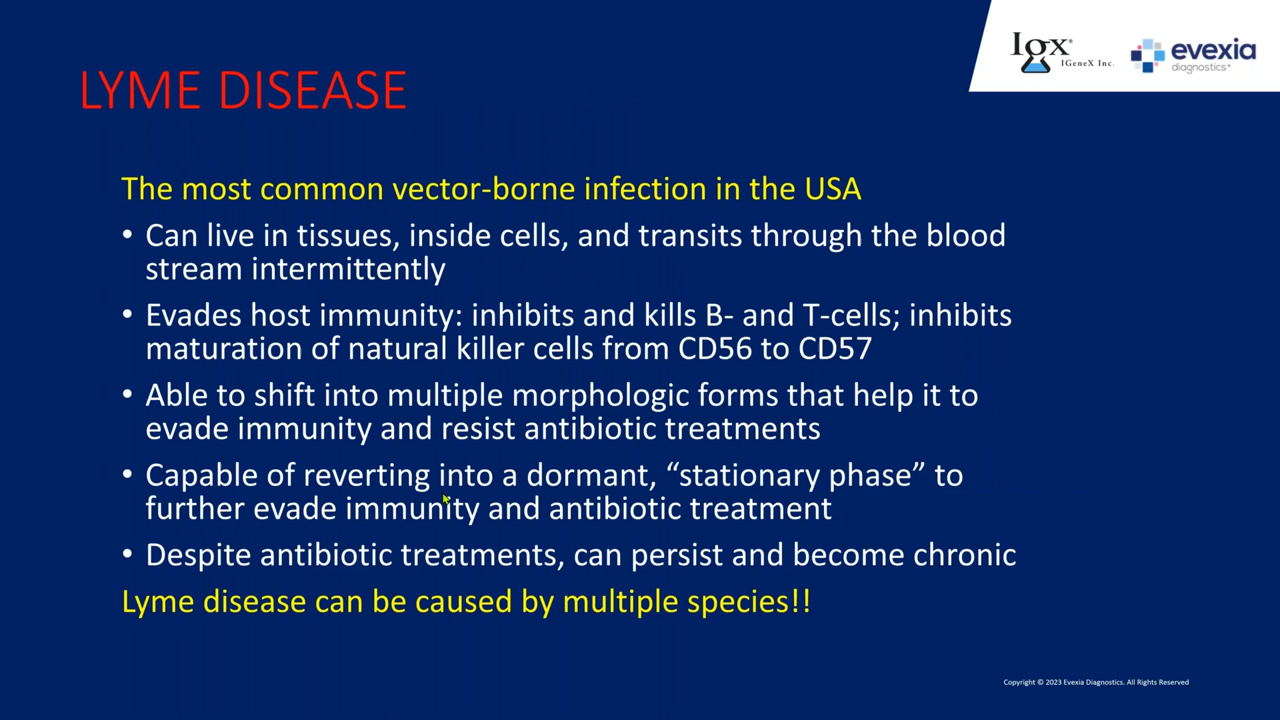 Igx®
IGeneX Inc.
evexia
diagnostics®
LYME DISEASE
The most common vector-borne infection in the USA
• Can live in tissues, inside cells, and transits through the blood
stream intermittently
• Evades host immunity: inhibits and kills B- and T-cells; inhibits
maturation of natural killer cells from CD56 to CD57
• Able to shift into multiple morphologic forms that help it to
evade immunity and resist antibiotic treatments
• Capable of reverting into a dormant, “stationary phase” to
further evade immunity and antibiotic treatment
• Despite antibiotic treatments, can persist and become chronic
Lyme disease can be caused by multiple species!!
Copyright © 2023 Evexia Diagnostics. All Rights Reserved